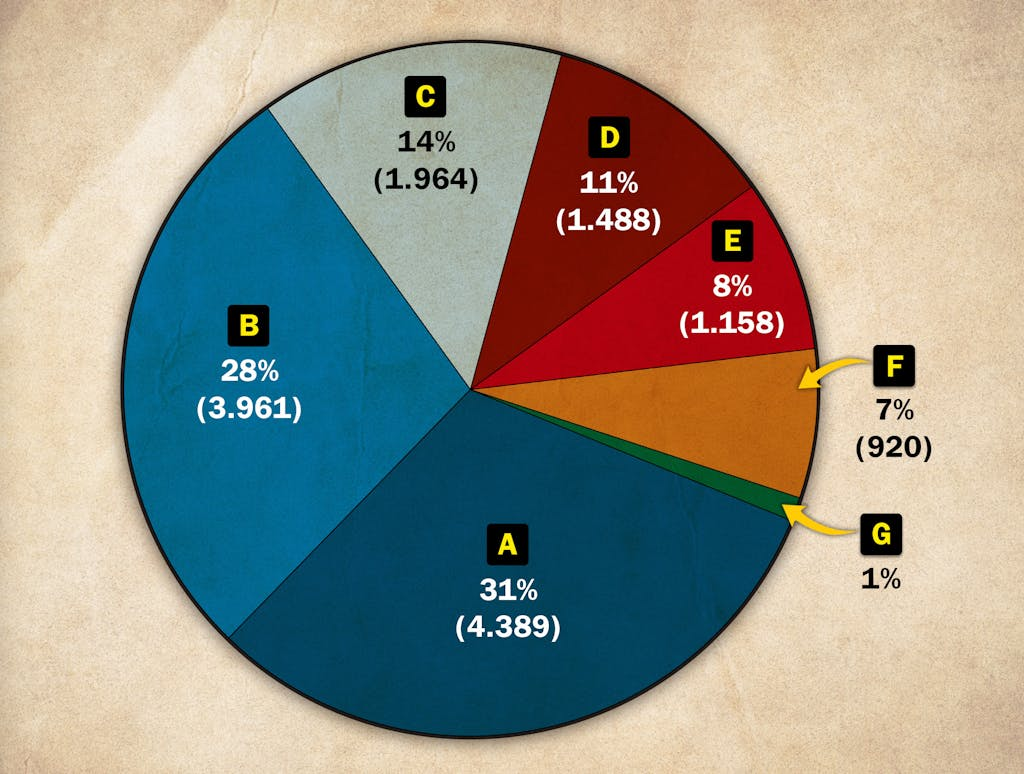 C
14%
(1.964)
D
11%
(1.488)
E
8%
(1.158)
B
28%
(3.961)
F
7%
(920)
A
31%
(4.389)
G
1%